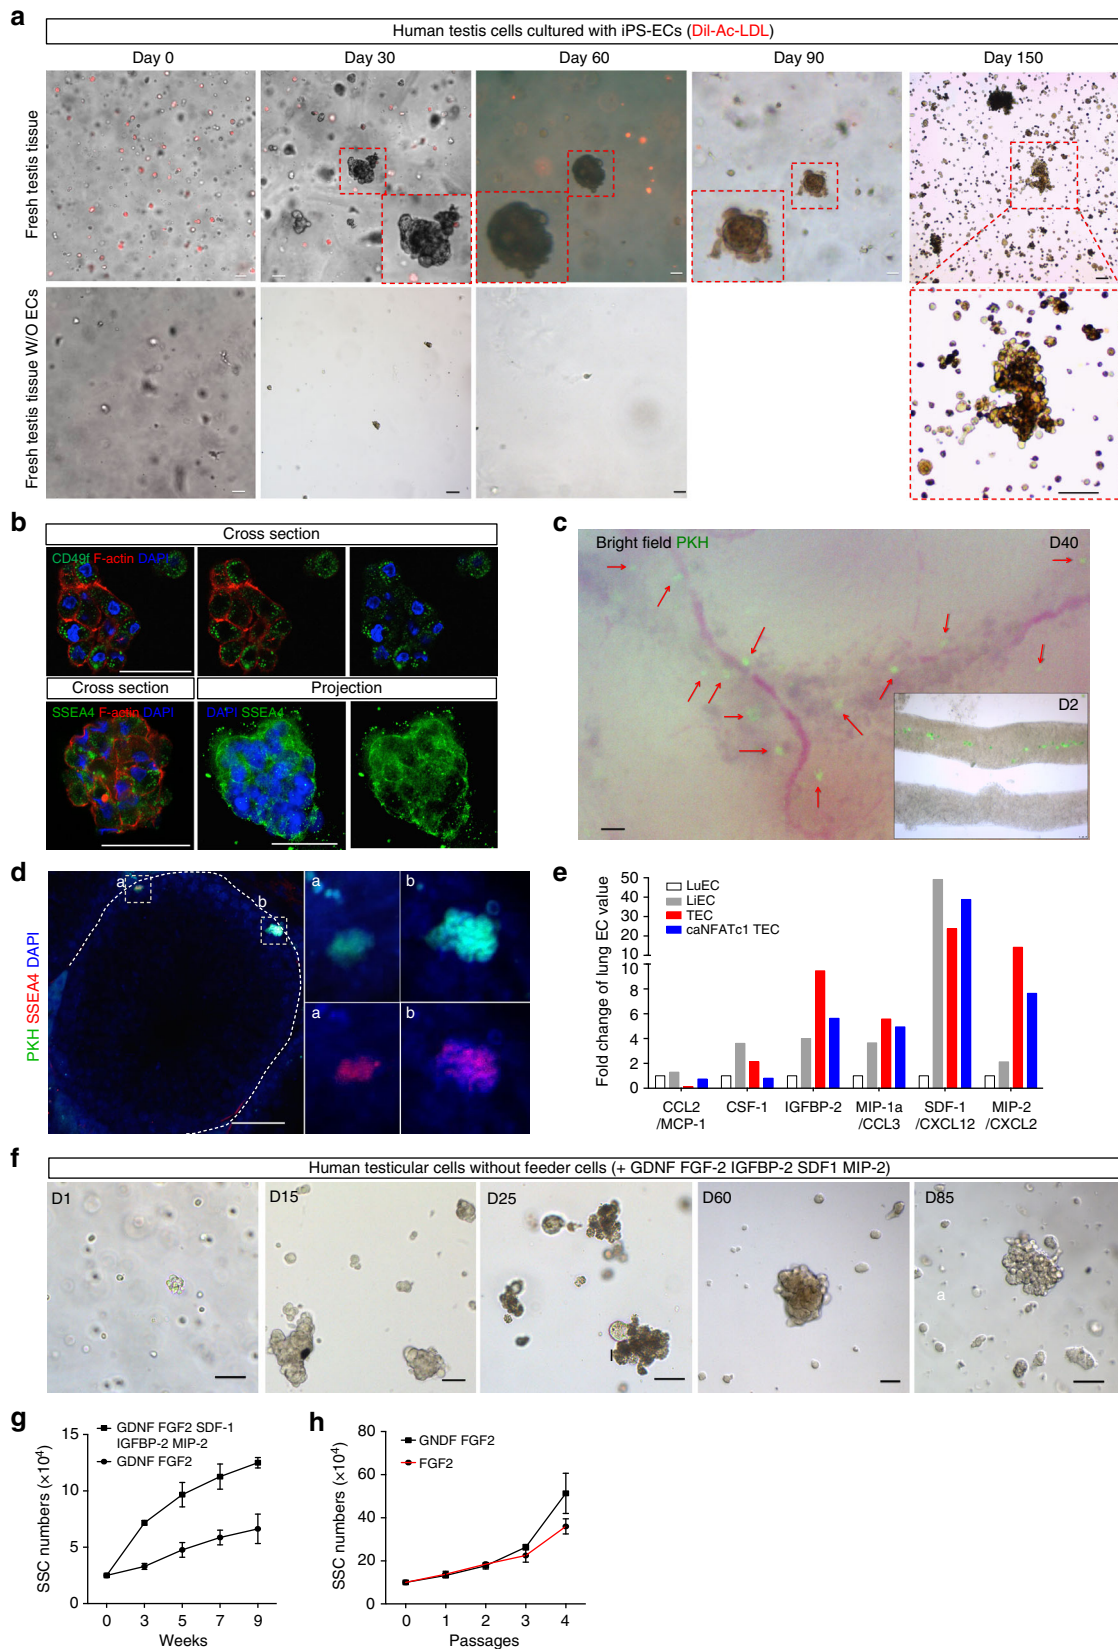 a
Human testis cells cultured with iPS-ECs (Dil-Ac-LDL)
Day 0 Day 30 Day 60 Day 90 Day 150
Fresh testis tissue
Fresh testis tissue W/O ECs
b
Cross section
CD49f F-actin DAPI
Cross section Projection
SSEA4 F-actin DAPI
DAPI SSEA4
c
Bright field PKH
D40
D2
d
PKH SSEA4 DAPI
a
b
a b
a b
e
Fold change of lung EC value
50
40
30
20
10
10
8
6
4
2
0
LuEC
LiEC
TEC
caNFATc1 TEC
CCL2 /MCP-1
CSF-1
IGFBP-2
MIP-1a /CCL3
SDF-1 /CXCL12
MIP-2 /CXCL2
f
Human testicular cells without feeder cells (+ GDNF FGF-2 IGFBP-2 SDF1 MIP-2)
D1 D15 D25 D60 D85
a
g
GDNF FGF2 SDF-1
IGFBP-2 MIP-2
GDNF FGF2
SSC numbers (×10⁴)
15
10
5
0
0 3 5 7 9
Weeks
h
GNDF FGF2
FGF2
SSC numbers (×10⁴)
80
60
40
20
0
0 1 2 3 4
Passages